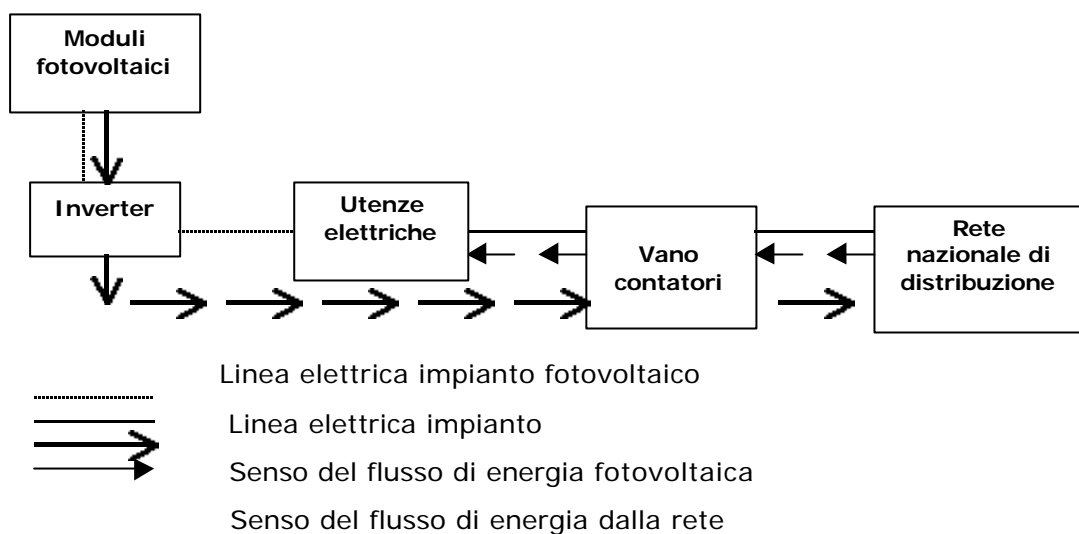 Moduli
fotovoltaici
Inverter
Utenze
elettriche
Vano
contatori
Rete
nazionale di
distribuzione
Linea elettrica impianto fotovoltaico
Linea elettrica impianto
Senso del flusso di energia fotovoltaica
Senso del flusso di energia dalla rete